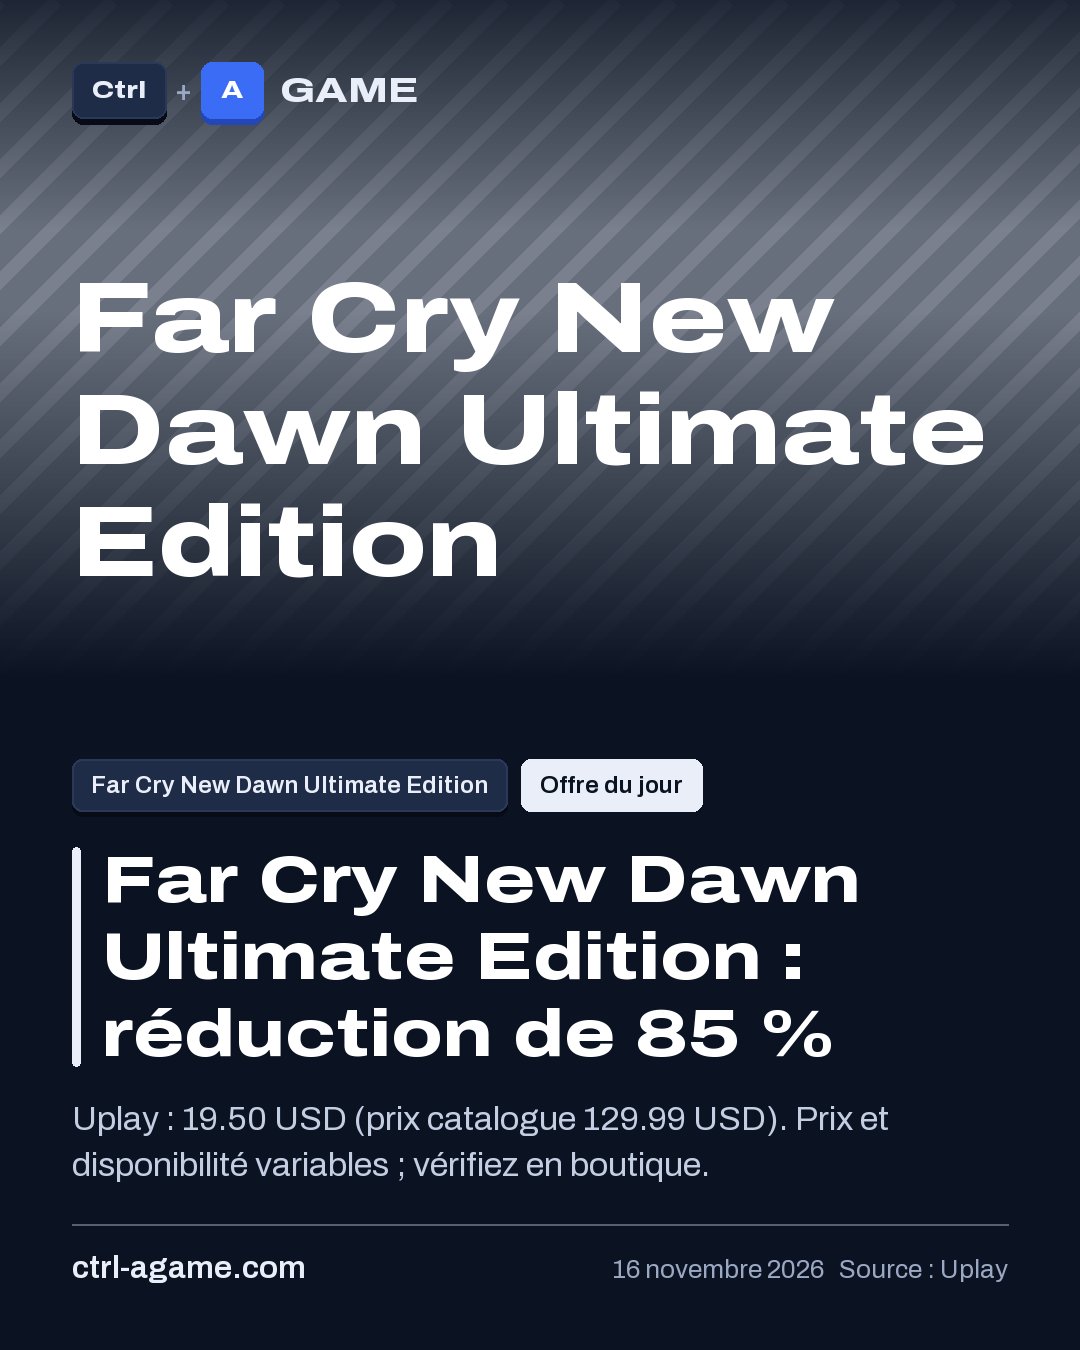 Ctrl + A GAME
Far Cry New
Dawn Ultimate
Edition
Far Cry New Dawn Ultimate Edition
Offre du jour
Far Cry New Dawn
Ultimate Edition :
réduction de 85 %
Uplay : 19.50 USD (prix catalogue 129.99 USD). Prix et
disponibilité variables ; vérifiez en boutique.
ctrl-agame.com
16 novembre 2026 Source : Uplay